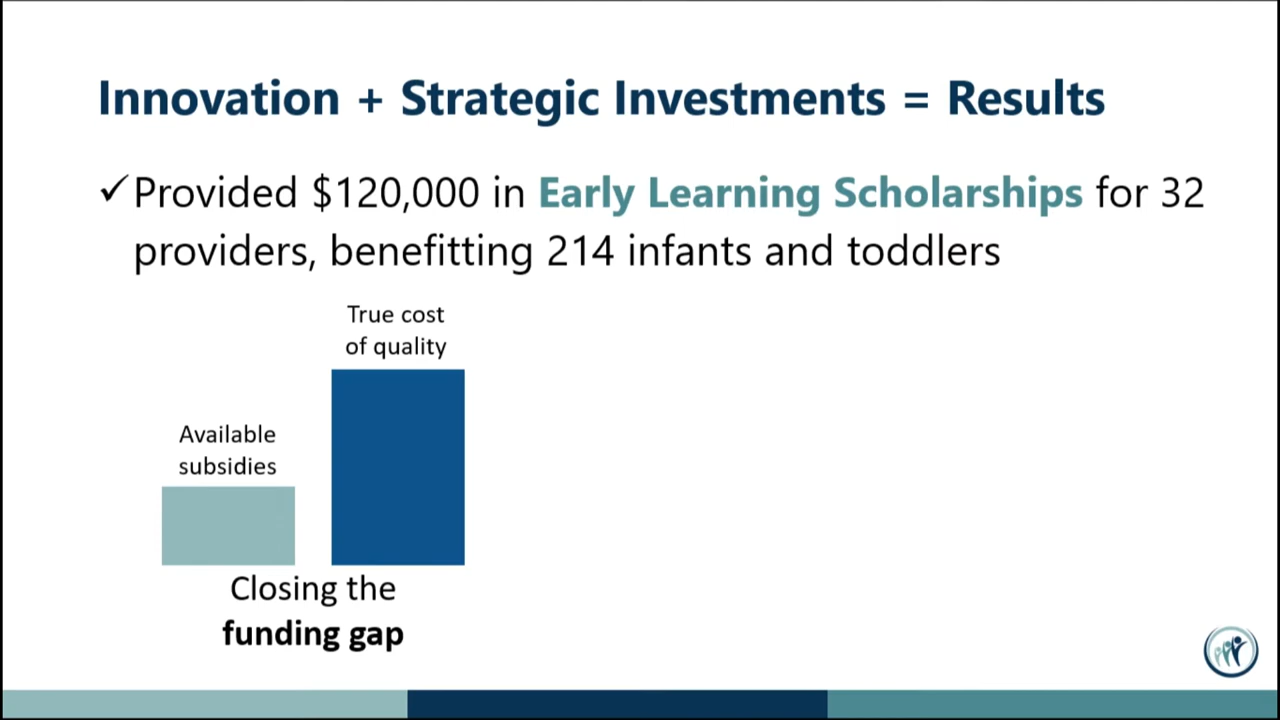 Innovation + Strategic Investments = Results
✓Provided $120,000 in Early Learning Scholarships for 32
providers, benefitting 214 infants and toddlers
True cost
of quality
Available
subsidies
Closing the
funding gap